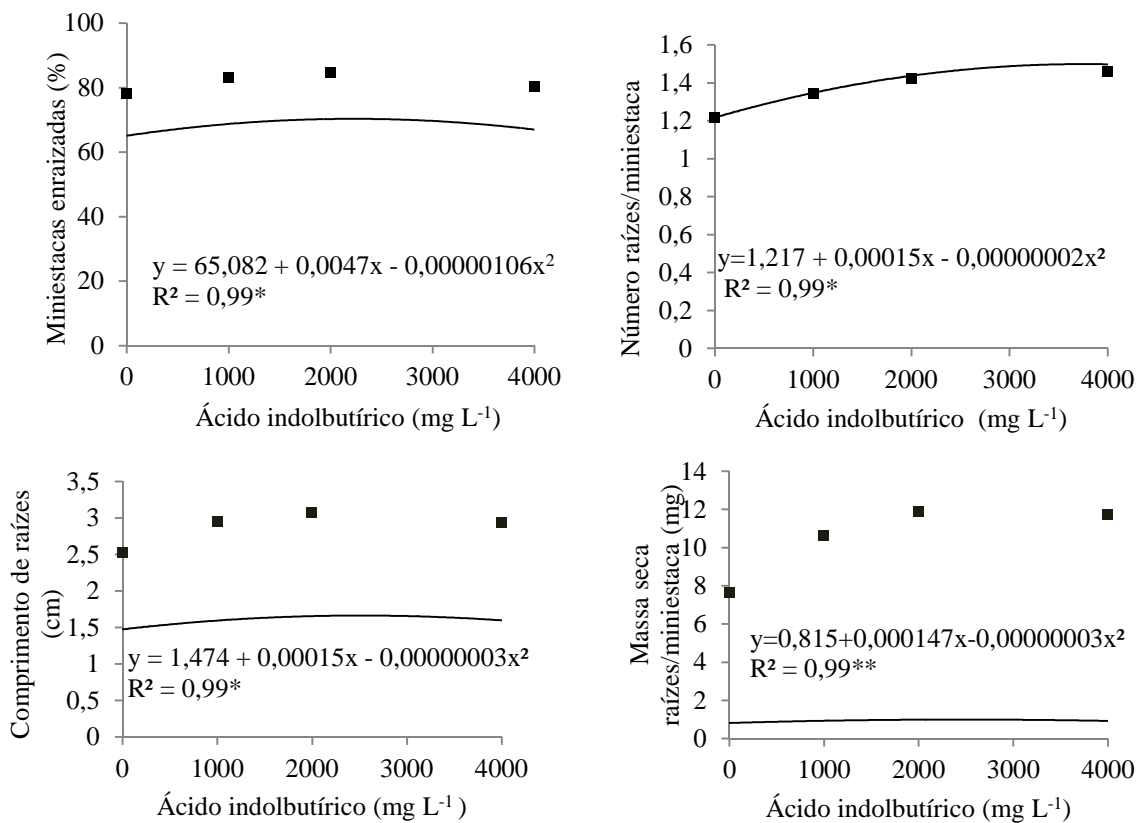 100
80
60
40
20
0
Miniestacas enraizadas (%)
y = 65,082 + 0,0047x - 0,00000106x²
R² = 0,99*
0 1000 2000 3000 4000
Ácido indolbutírico (mg L⁻¹)
1,6
1,4
1,2
1
0,8
0,6
0,4
0,2
0
Número raízes/miniestaca
y=1,217 + 0,00015x - 0,00000002x²
R² = 0,99*
0 1000 2000 3000 4000
Ácido indolbutírico (mg L⁻¹)
3,5
3
2,5
2
1,5
1
0,5
0
Comprimento de raízes
(cm)
y = 1,474 + 0,00015x - 0,00000003x²
R² = 0,99*
0 1000 2000 3000 4000
Ácido indolbutírico (mg L⁻¹ )
14
12
10
8
6
4
2
0
Massa seca
raízes/miniestaca (mg)
y=0,815+0,000147x-0,00000003x²
R² = 0,99**
0 1000 2000 3000 4000
Ácido indolbutírico (mg L⁻¹)